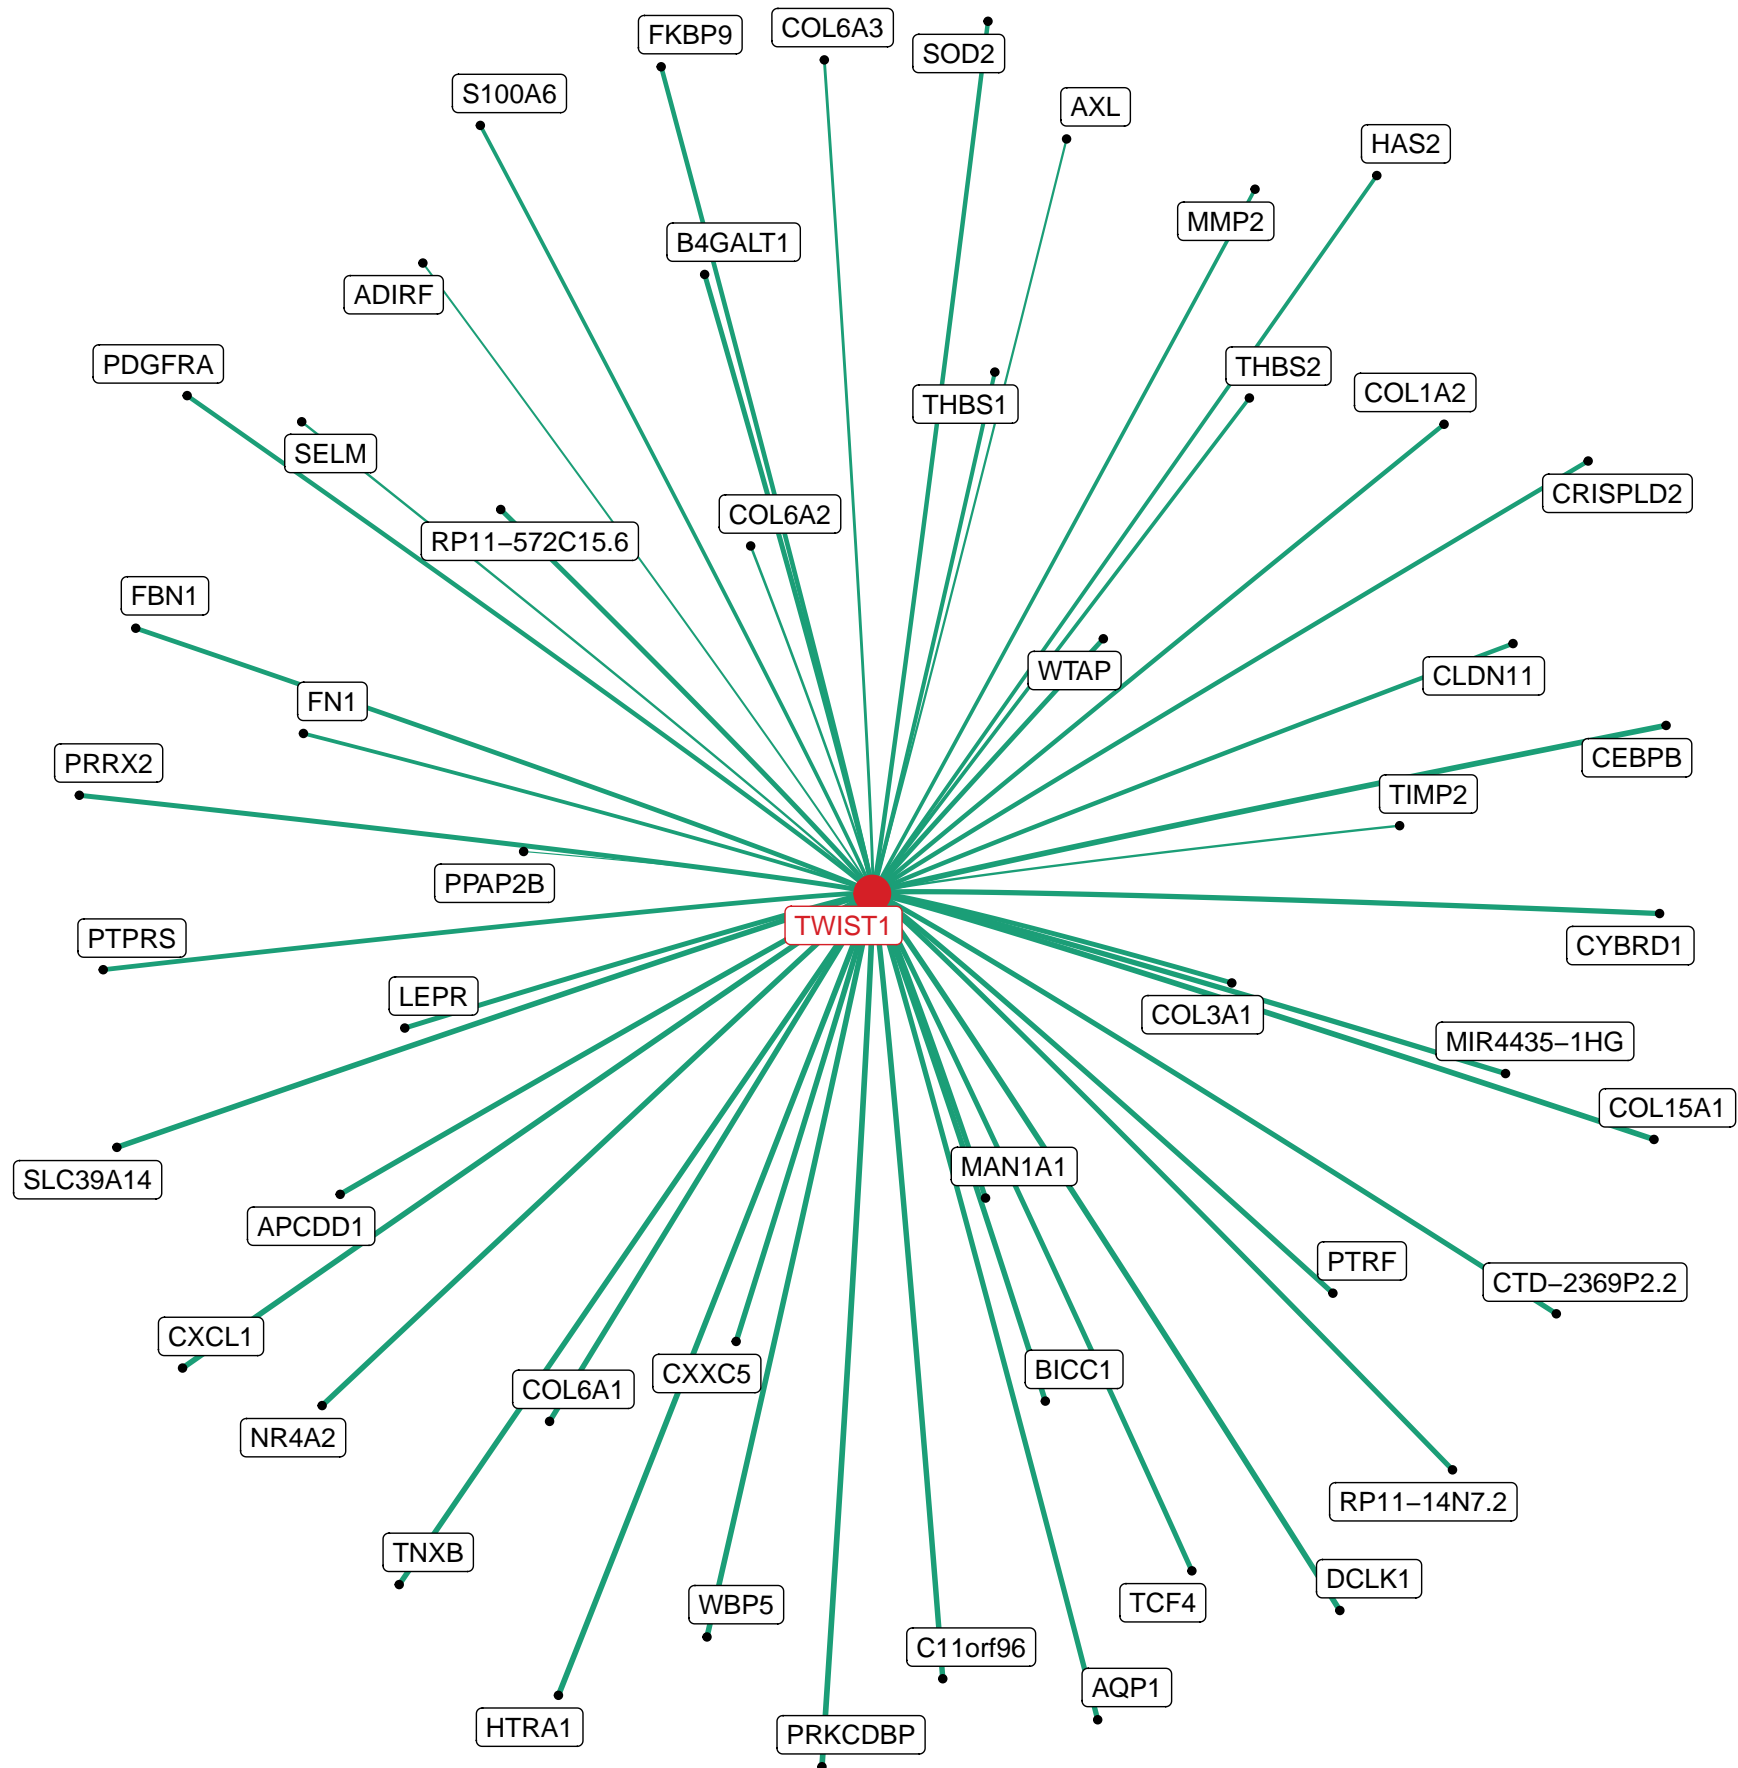 COL6A3
FKBP9
SOD2
S100A6
AXL
HAS2
MMP2
B4GALT1
ADIRF
PDGFRA
THBS2
COL1A2
THBS1
SELM
CRISPLD2
COL6A2
RP11−572C15.6
FBN1
WTAP
CLDN11
FN1
CEBPB
PRRX2
TIMP2
PPAP2B
TWIST1
PTPRS
CYBRD1
LEPR
COL3A1
MIR4435−1HG
COL15A1
MAN1A1
SLC39A14
APCDD1
PTRF
CTD−2369P2.2
CXCL1
BICC1
CXXC5
COL6A1
NR4A2
RP11−14N7.2
TNXB
DCLK1
TCF4
WBP5
C11orf96
AQP1
HTRA1
PRKCDBP